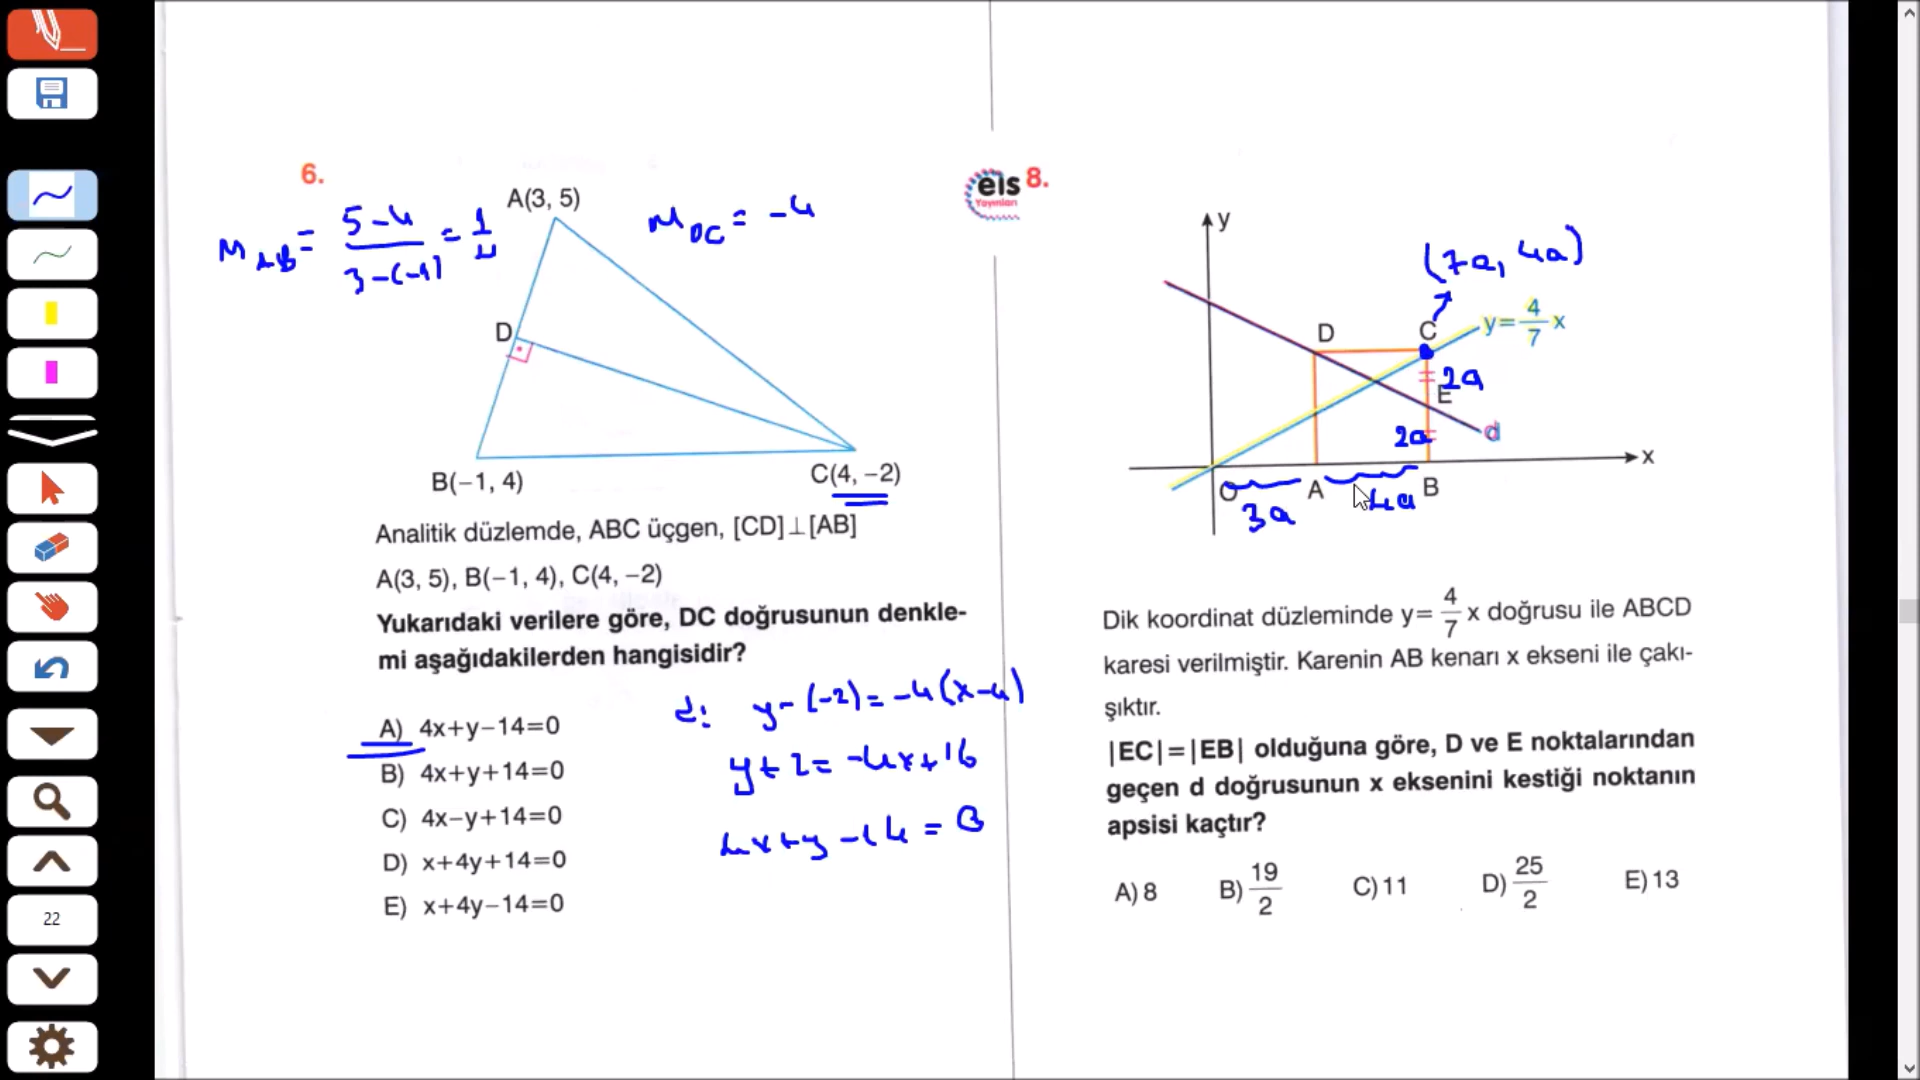 6.
A(3, 5)
M_AB = 5-4 / 3-(-1) = 1/4
M_DC = -4
D
B(−1, 4)
C(4, −2)
Analitik düzlemde, ABC üçgen, [CD]⊥[AB]
A(3, 5), B(−1, 4), C(4, −2)
Yukarıdaki verilere göre, DC doğrusunun denkle-
mi aşağıdakilerden hangisidir?
A) 4x+y−14=0
B) 4x+y+14=0
C) 4x−y+14=0
D) x+4y+14=0
E) x+4y−14=0
d: y-(-2)=-4(x-4)
y+2=-4x+16
4x+y-14=0
eis
Yayınları
8.
y
(7a, 4a)
D
C
y=4/7 x
2a
E
2a
d
x
O
A
B
3a
4a
Dik koordinat düzleminde y=4/7 x doğrusu ile ABCD
karesi verilmiştir. Karenin AB kenarı x ekseni ile çakı-
şıktır.
|EC|=|EB| olduğuna göre, D ve E noktalarından
geçen d doğrusunun x eksenini kestiği noktanın
apsisi kaçtır?
A) 8 B) 19/2 C) 11 D) 25/2 E) 13
22